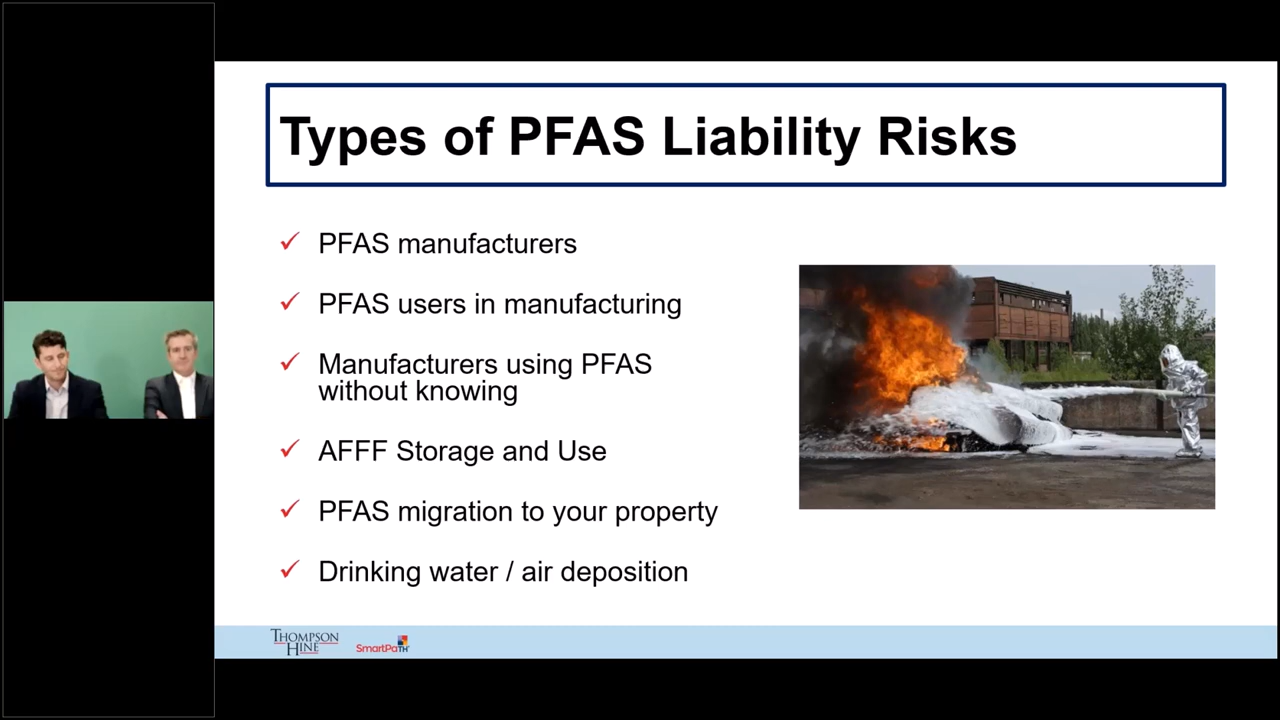 Types of PFAS Liability Risks
PFAS manufacturers
PFAS users in manufacturing
Manufacturers using PFAS
without knowing
AFFF Storage and Use
PFAS migration to your property
Drinking water / air deposition
THOMPSON
HINE
SmartPaTH